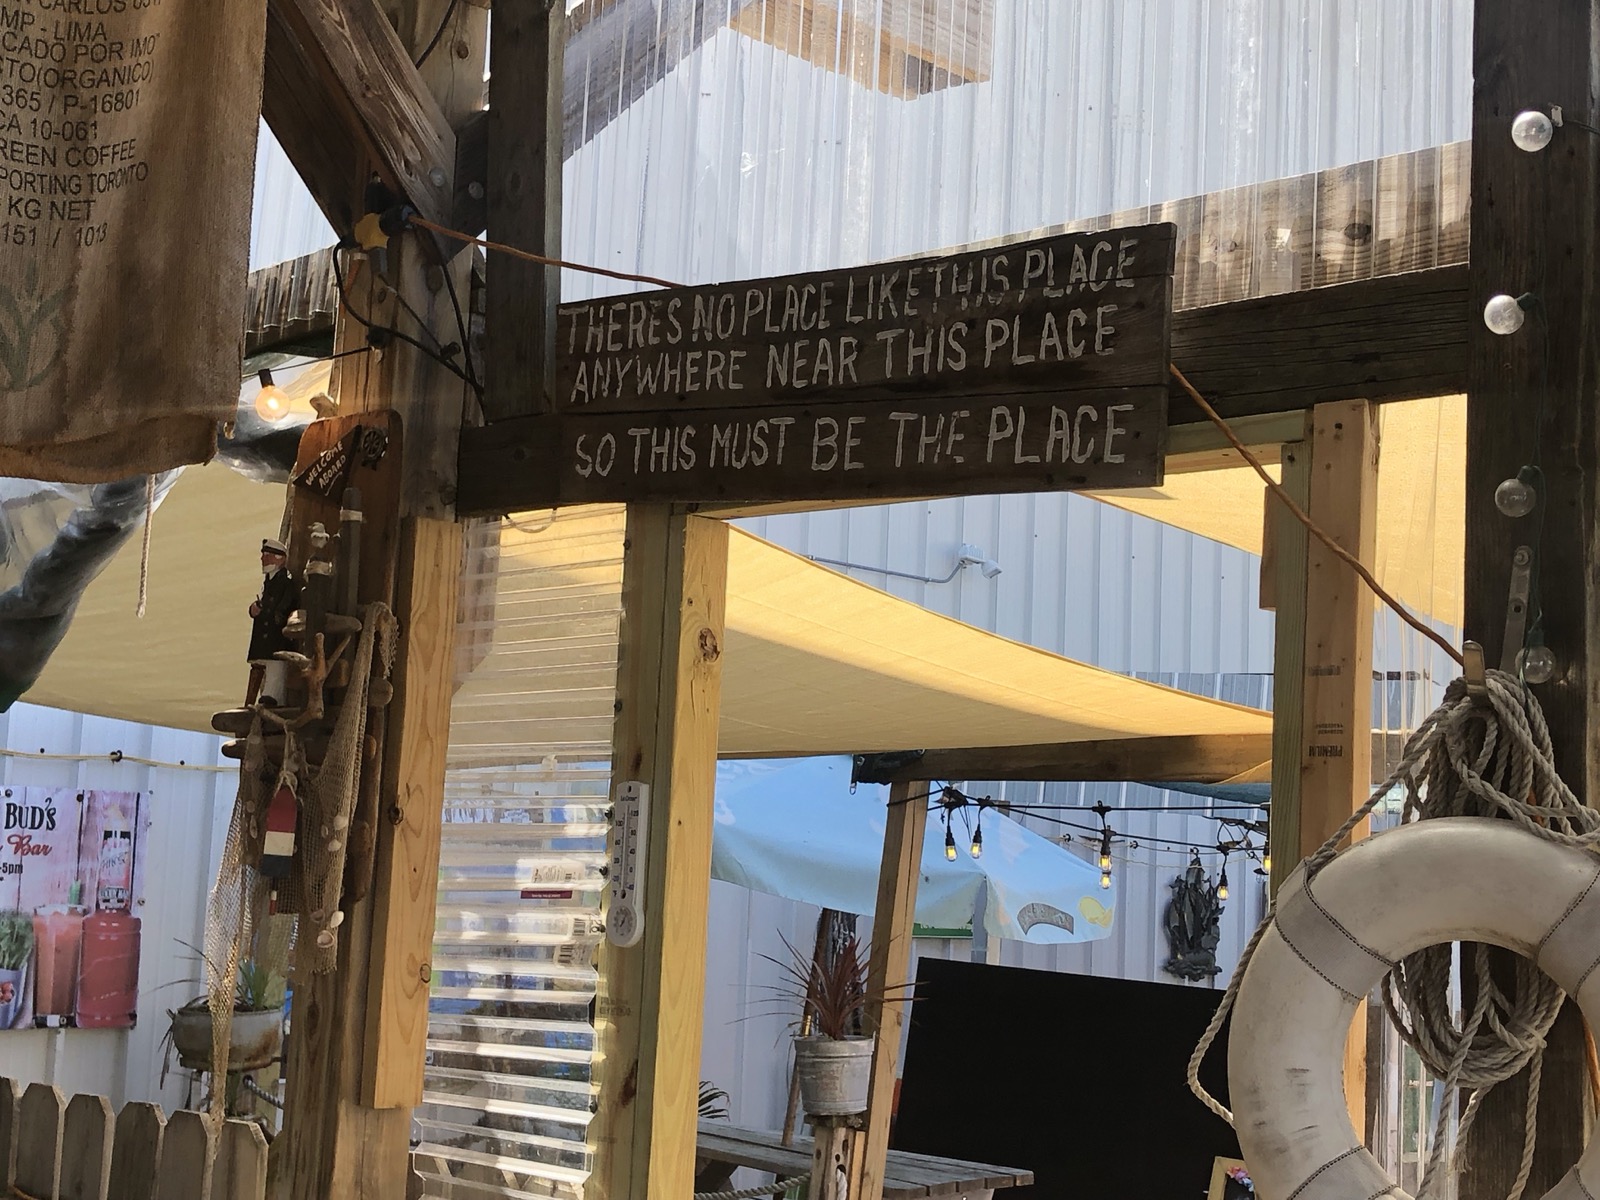 CARLOS
MP - LIMA
CADO POR IMO"
TO(ORGANICO)
365 / P-16801
CA 10-061
REEN COFFEE
PORTING TORONTO
KG NET
151 / 1013
THERES NO PLACE LIKE THIS PLACE
ANYWHERE NEAR THIS PLACE
SO THIS MUST BE THE PLACE
WELCOME
ABOARD
BUD'S
Bar
-5pm
PREMIUM